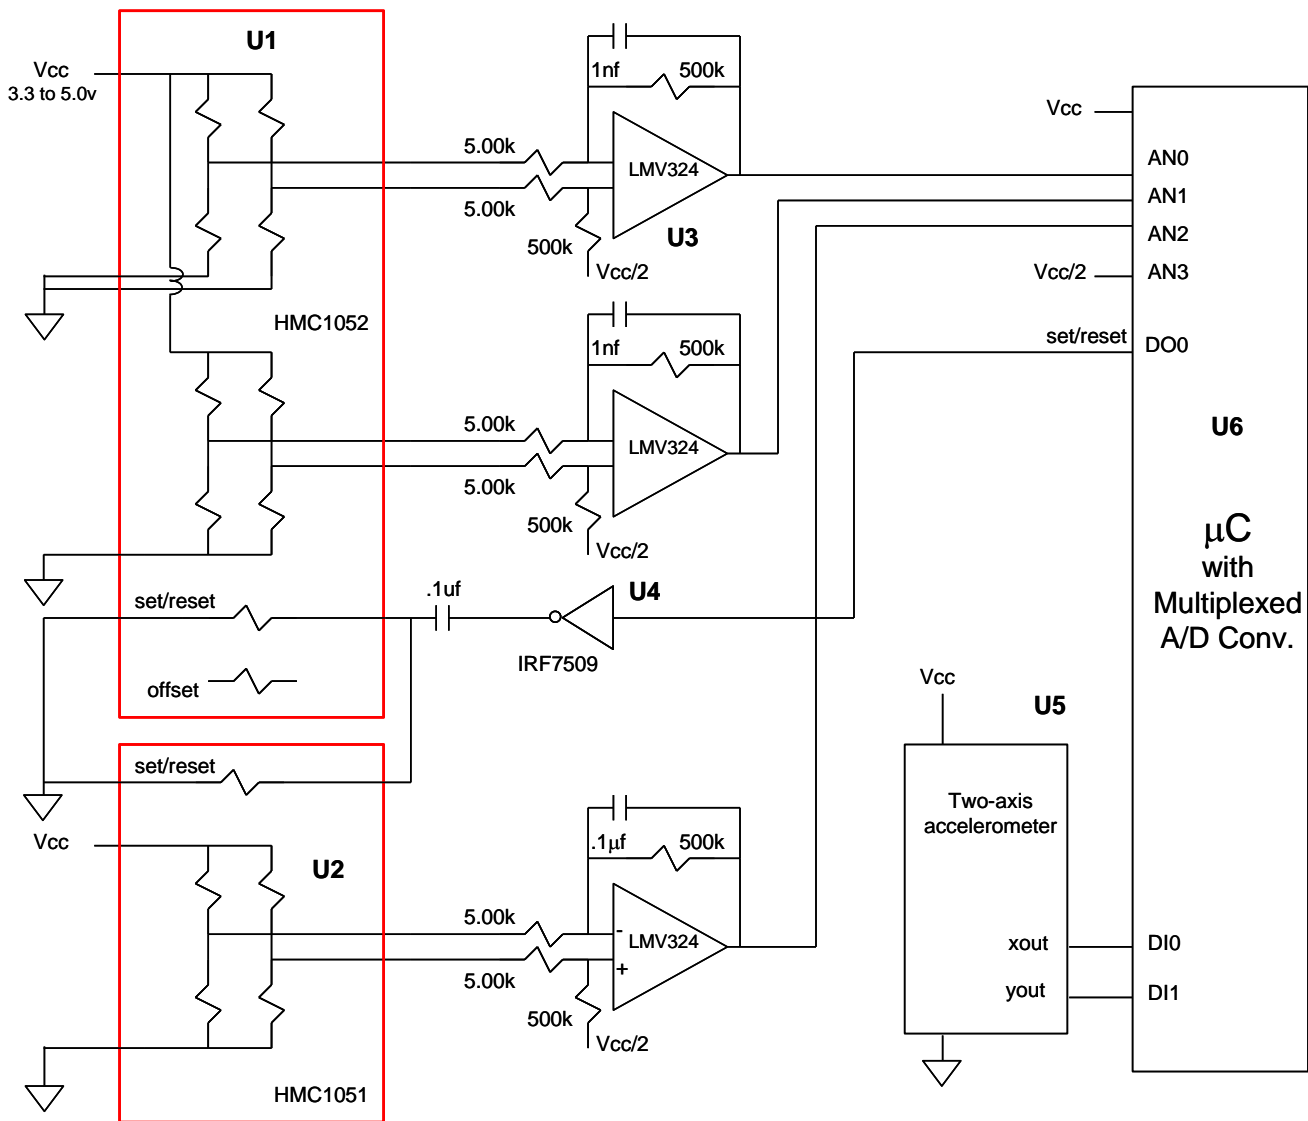 U1
Vcc
3.3 to 5.0v
1nf
500k
5.00k
LMV324
5.00k
U3
500k
Vcc/2
HMC1052
1nf
500k
5.00k
LMV324
5.00k
500k
Vcc/2
set/reset
.1uf
U4
IRF7509
offset
set/reset
Vcc
U2
.1μf
500k
5.00k
-
LMV324
+
5.00k
500k
Vcc/2
HMC1051
Vcc
U5
Two-axis
accelerometer
xout
yout
Vcc
AN0
AN1
AN2
Vcc/2
AN3
set/reset
DO0
U6
μC
with
Multiplexed
A/D Conv.
DI0
DI1